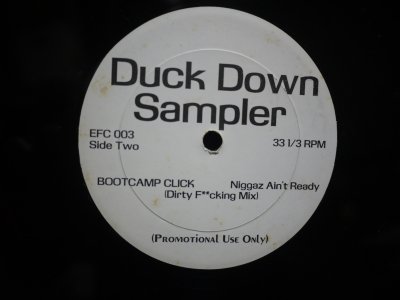 Duck Down
Sampler
EFC 003 33 1/3 RPM
Side Two
BOOTCAMP CLICK Niggaz Ain't Ready
(Dirty F**cking Mix)
(Promotional Use Only)